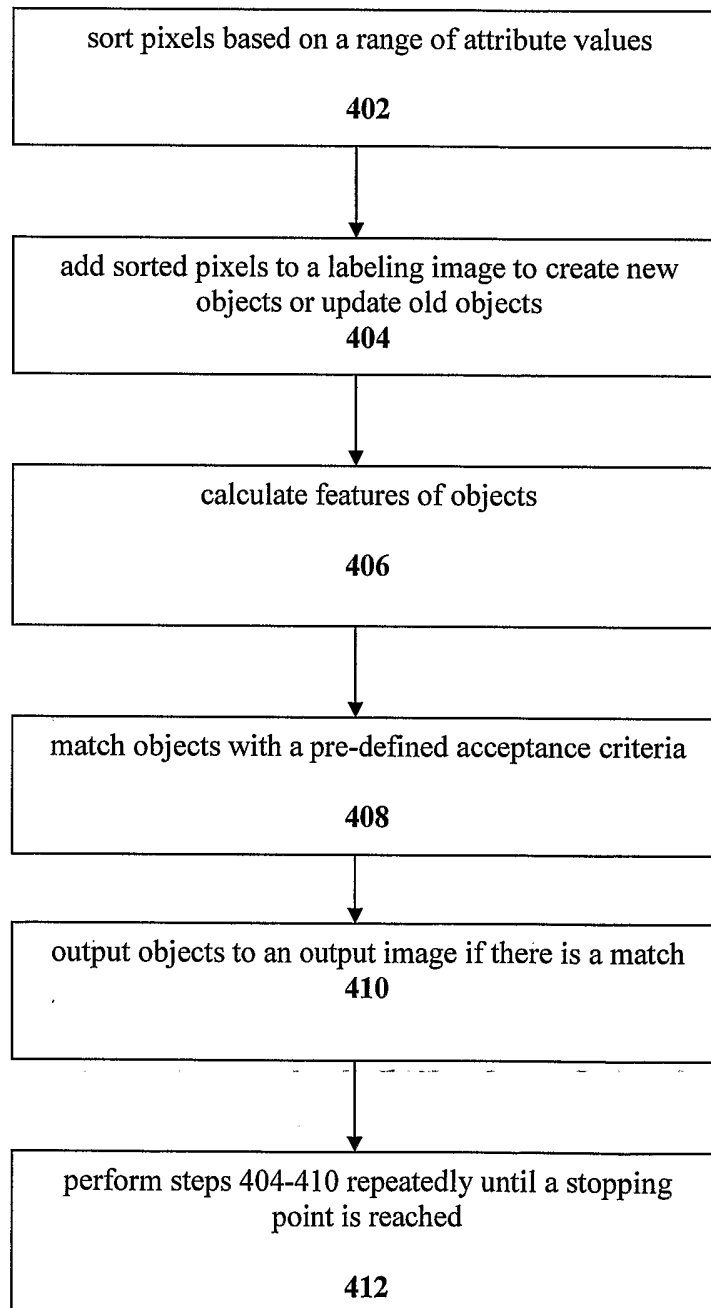 sort pixels based on a range of attribute values
402
add sorted pixels to a labeling image to create new
objects or update old objects
404
calculate features of objects
406
match objects with a pre-defined acceptance criteria
408
output objects to an output image if there is a match
410
perform steps 404-410 repeatedly until a stopping
point is reached
412